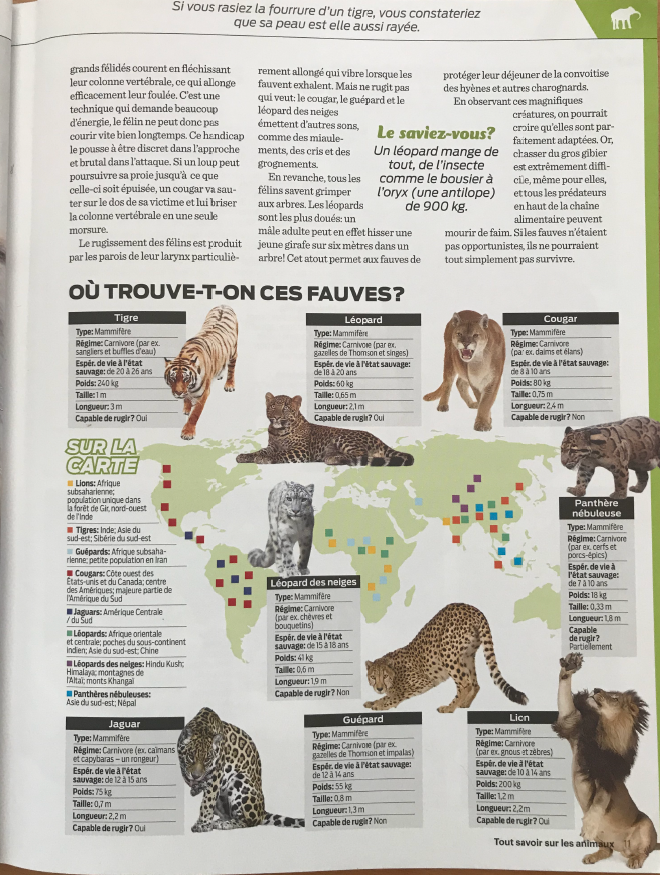 Si vous rasiez la fourrure d'un tigre, vous constateriez
que sa peau est elle aussi rayée.
grands félidés courent en fléchissant
leur colonne vertébrale, ce qui allonge
efficacement leur foulée. C'est une
technique qui demande beaucoup
d'énergie, le félin ne peut donc pas
courir vite bien longtemps. Ce handicap
le pousse à être discret dans l'approche
et brutal dans l'attaque. Si un loup peut
poursuivre sa proie jusqu'à ce que
celle-ci soit épuisée, un cougar va sau-
ter sur le dos de sa victime et lui briser
la colonne vertébrale en une seule
morsure.
Le rugissement des félins est produit
par les parois de leur larynx particuliè-
rement allongé qui vibre lorsque les
fauves exhalent. Mais ne rugit pas
qui veut: le cougar, le guépard et le
léopard des neiges
émettent d'autres sons,
comme des miaule-
ments, des cris et des
grognements.
En revanche, tous les
félins savent grimper
aux arbres. Les léopards
sont les plus doués: un
mâle adulte peut en effet hisser une
jeune girafe sur six mètres dans un
arbre! Cet atout permet aux fauves de
Le saviez-vous?
Un léopard mange de
tout, de l'insecte
comme le bousier à
l'oryx (une antilope)
de 900 kg.
protéger leur déjeuner de la convoitise
des hyènes et autres charognards.
En observant ces magnifiques
créatures, on pourrait
croire qu'elles sont par-
faitement adaptées. Or,
chasser du gros gibier
est extrêmement diffi-
cile, même pour elles,
et tous les prédateurs
en haut de la chaîne
alimentaire peuvent
mourir de faim. Si les fauves n'étaient
pas opportunistes, ils ne pourraient
tout simplement pas survivre.
OÙ TROUVE-T-ON CES FAUVES?
Tigre
Type: Mammifère
Régime: Carnivore (par ex.
sangliers et buffles d'eau)
Espér. de vie à l'état
sauvage: de 20 à 26 ans
Poids: 240 kg
Taille: 1 m
Longueur: 3 m
Capable de rugir? Oui
Léopard
Type: Mammifère
Régime: Carnivore (par ex.
gazelles de Thomson et singes)
Espér. de vie à l'état sauvage:
de 18 à 20 ans
Poids: 60 kg
Taille: 0,65 m
Longueur: 2,1 m
Capable de rugir? Oui
Cougar
Type: Mammifère
Régime: Carnivore
(par ex. daims et élans)
Espér. de vie à l'état sauvage:
de 8 à 10 ans
Poids: 80 kg
Taille: 0,75 m
Longueur: 2,4 m
Capable de rugir? Non
SUR LA
CARTE
Lions: Afrique
subsaharienne;
population unique dans
la forêt de Gir, nord-ouest
de l'Inde
Tigres: Inde; Asie du
sud-est; Sibérie du sud-est
Guépards: Afrique subsaha-
rienne; petite population en Iran
Cougars: Côte ouest des
États-unis et du Canada; centre
des Amériques; majeure partie de
l'Amérique du Sud
Jaguars: Amérique Centrale
/ du Sud
Léopards: Afrique orientale
et centrale; poches du sous-continent
indien; Asie du sud-est; Chine
Léopards des neiges: Hindu Kush;
Himalaya; montagnes de
l'Altaï; monts Khangai
Panthères nébuleuses:
Asie du sud-est; Népal
Léopard des neiges
Type: Mammifère
Régime: Carnivore
(par ex. chèvres et
bouquetins)
Espér. de vie à l'état
sauvage: de 15 à 18 ans
Poids: 41 kg
Taille: 0,6 m
Longueur: 1,9 m
Capable de rugir? Non
Panthère
nébuleuse
Type: Mammifère
Régime: Carnivore
(par ex. cerfs et
porcs-épics)
Espér. de vie à
l'état sauvage:
de 7 à 10 ans
Poids: 18 kg
Taille: 0,33 m
Longueur: 1,8 m
Capable
de rugir?
Partiellement
Jaguar
Type: Mammifère
Régime: Carnivore (ex. caïmans
et capybaras – un rongeur)
Espér. de vie à l'état
sauvage: de 12 à 15 ans
Poids: 75 kg
Taille: 0,7 m
Longueur: 2,2 m
Capable de rugir? Oui
Guépard
Type: Mammifère
Régime: Carnivore (par ex.
gazelles de Thomson et impalas)
Espér. de vie à l'état sauvage:
de 12 à 14 ans
Poids: 55 kg
Taille: 0,8 m
Longueur: 1,3 m
Capable de rugir? Non
Lion
Type: Mammifère
Régime: Carnivore
(par ex. gnous et zèbres)
Espér. de vie à l'état
sauvage: de 10 à 14 ans
Poids: 200 kg
Taille: 1,2 m
Longueur: 2,2 m
Capable de rugir? Oui
Tout savoir sur les animaux 11